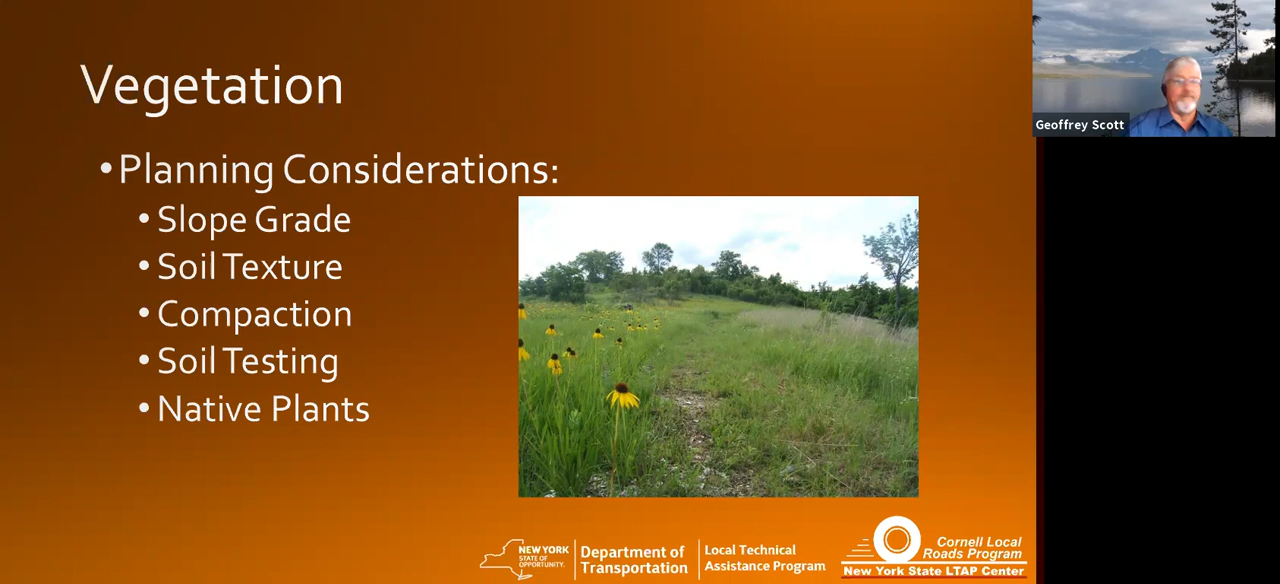 Vegetation
• Planning Considerations:
• Slope Grade
• Soil Texture
• Compaction
• Soil Testing
• Native Plants
Geoffrey Scott
NEW YORK
STATE OF
OPPORTUNITY.
Department of
Transportation
Local Technical
Assistance Program
Cornell Local
Roads Program
New York State LTAP Center